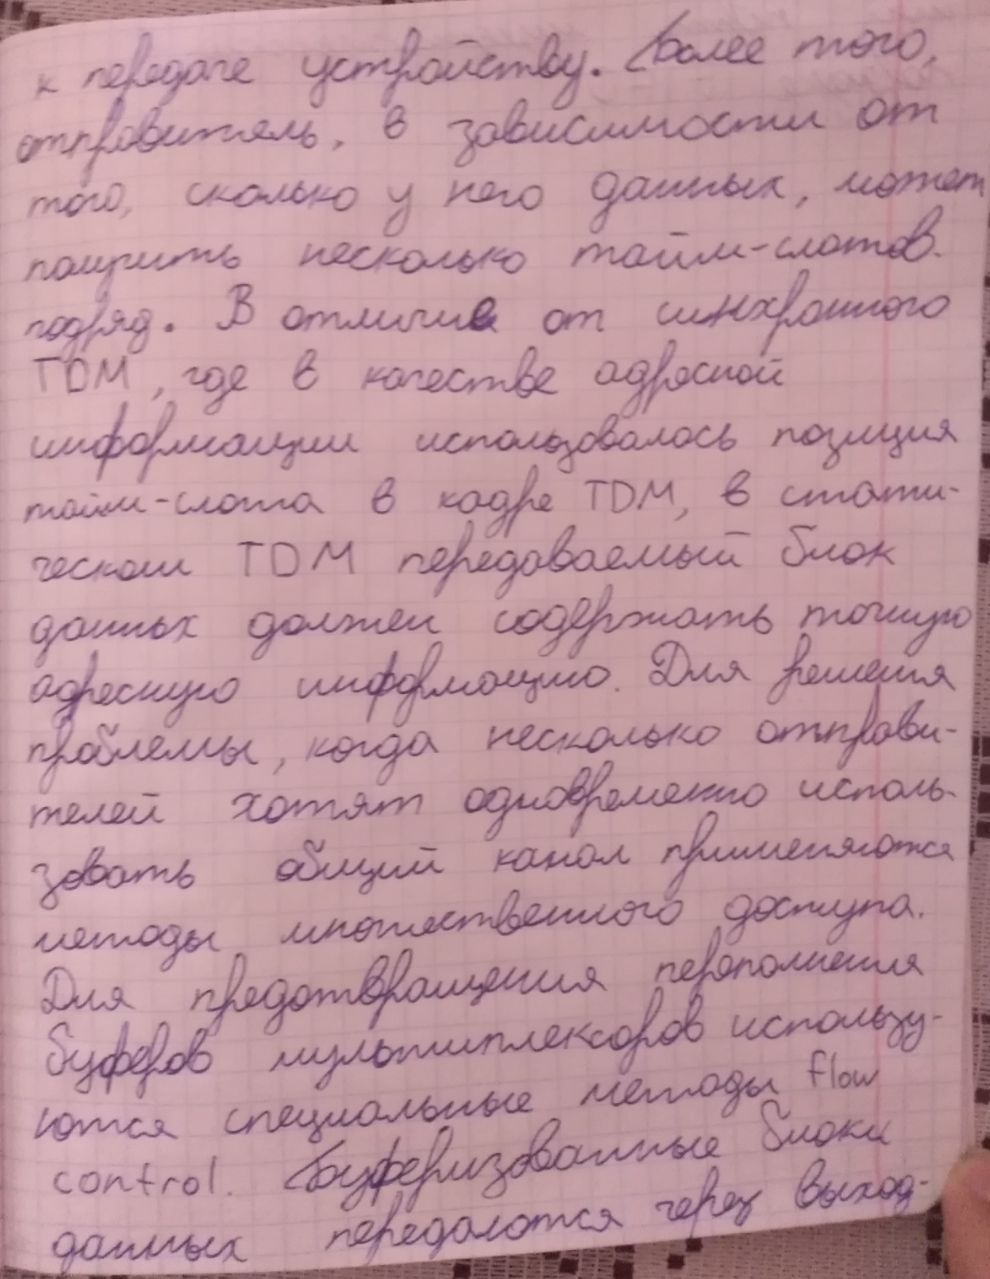 к передаче устройству. Более того,
отправитель, в зависимости от
того, сколько у него данных, может
получить несколько тайм-слотов.
подряд. В отличие от синхронного
TDM, где в качестве адресной
информации использовалось позиция
тайм-слота в кадре TDM, в стати-
ческом TDM передаваемый блок
данных должен содержать точную
адресную информацию. Для решения
проблемы, когда несколько отправи-
телей хотят одновременно исполь-
зовать общий канал применяются
методы множественного доступа.
Для предотвращения переполнения
буферов мультиплексоров использу-
ются специальные методы flow
control. Буферизованные блоки
данных передаются через выход-